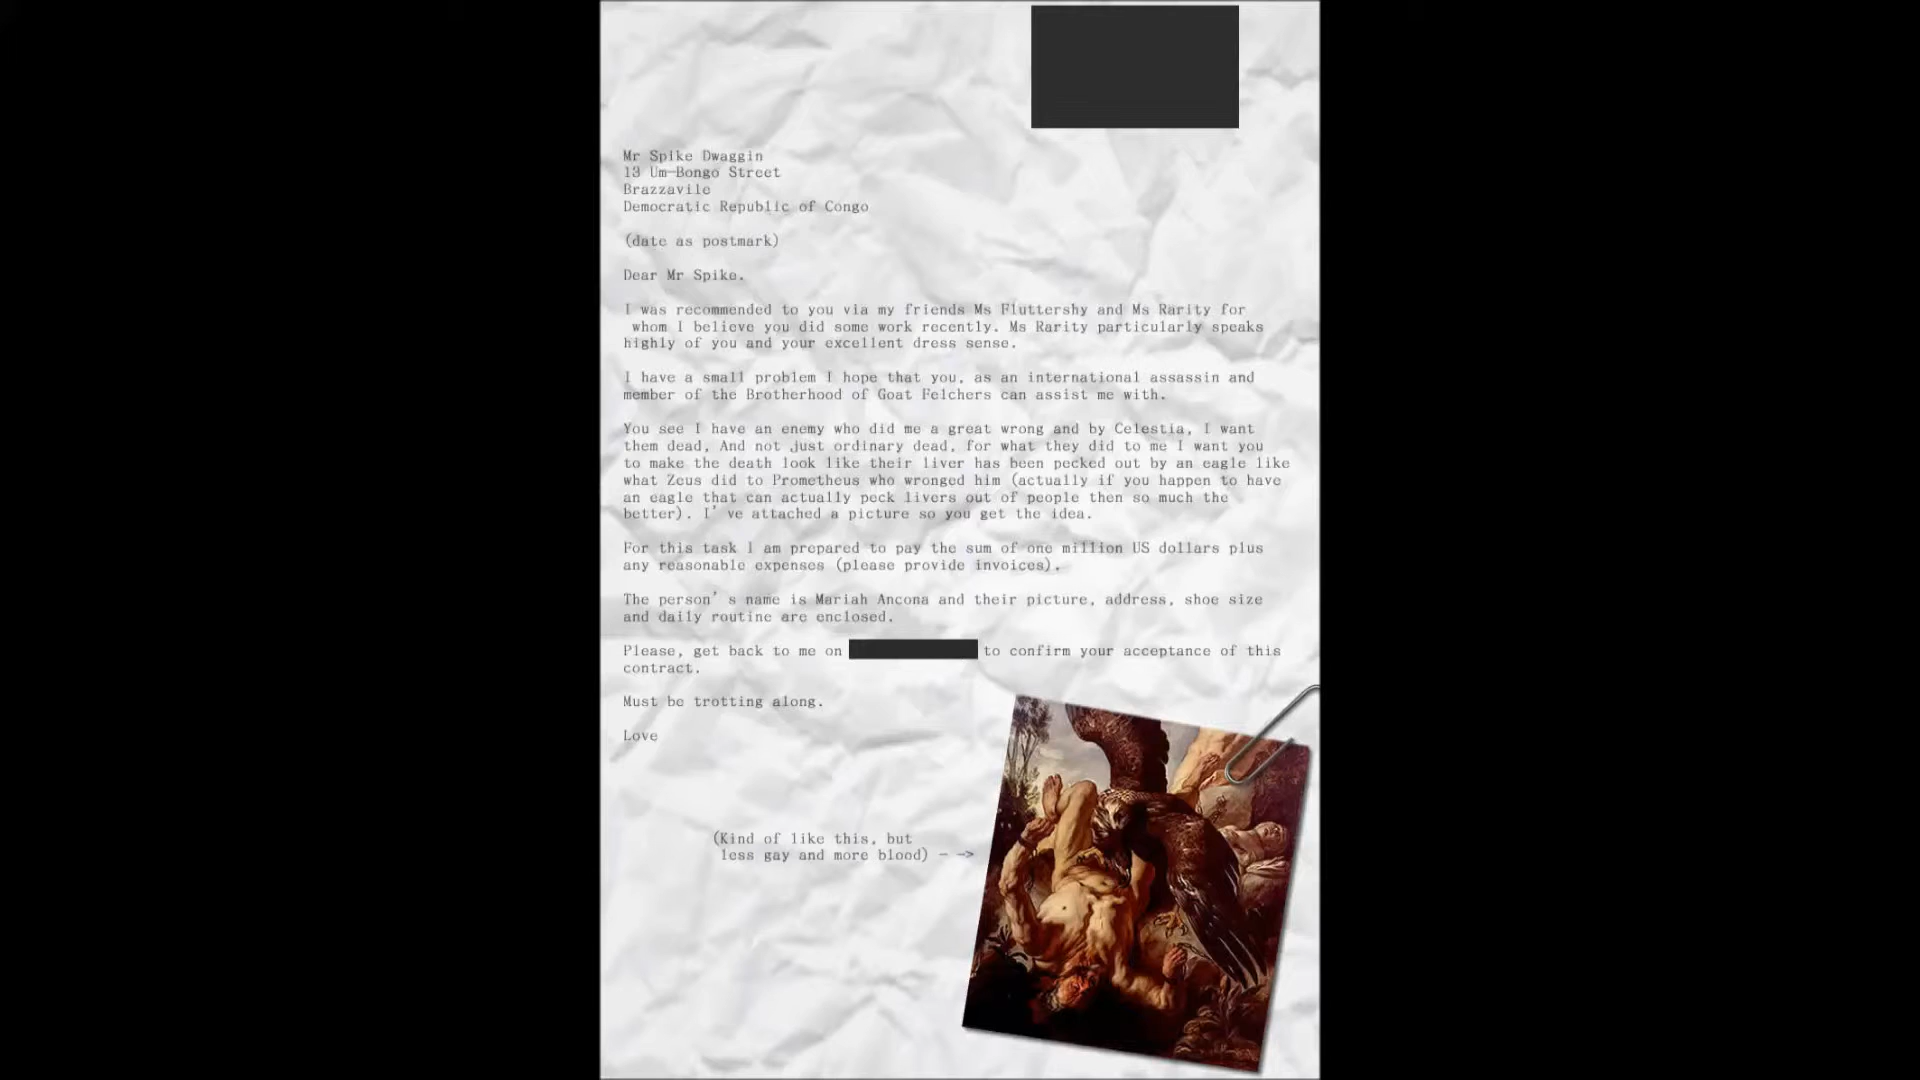 Mr Spike Dwaggin
13 Um-Bongo Street
Brazzavile
Democratic Republic of Congo
(date as postmark)
Dear Mr Spike.
I was recommended to you via my friends Ms Fluttershy and Ms Rarity for
whom I believe you did some work recently. Ms Rarity particularly speaks
highly of you and your excellent dress sense.
I have a small problem I hope that you, as an international assassin and
member of the Brotherhood of Goat Felchers can assist me with.
You see I have an enemy who did me a great wrong and by Celestia, I want
them dead, And not just ordinary dead, for what they did to me I want you
to make the death look like their liver has been pecked out by an eagle like
what Zeus did to Prometheus who wronged him (actually if you happen to have
an eagle that can actually peck livers out of people then so much the
better). I've attached a picture so you get the idea.
For this task I am prepared to pay the sum of one million US dollars plus
any reasonable expenses (please provide invoices).
The person's name is Mariah Ancona and their picture, address, shoe size
and daily routine are enclosed.
Please, get back to me on to confirm your acceptance of this
contract.
Must be trotting along.
Love
(Kind of like this, but
less gay and more blood) - ->